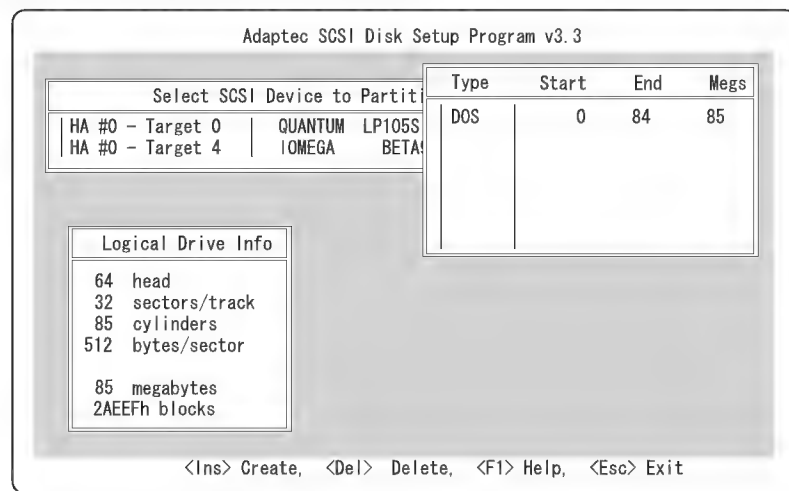 Adaptec SCSI Disk Setup Program v3.3
Select SCSI Device to Partiti
HA #0 - Target 0 QUANTUM LP105S
HA #0 - Target 4 IOMEGA BETA
Type Start End Megs
DOS 0 84 85
Logical Drive Info
64 head
32 sectors/track
85 cylinders
512 bytes/sector
85 megabytes
2AEEFh blocks
<Ins> Create, <Del> Delete, <F1> Help, <Esc> Exit